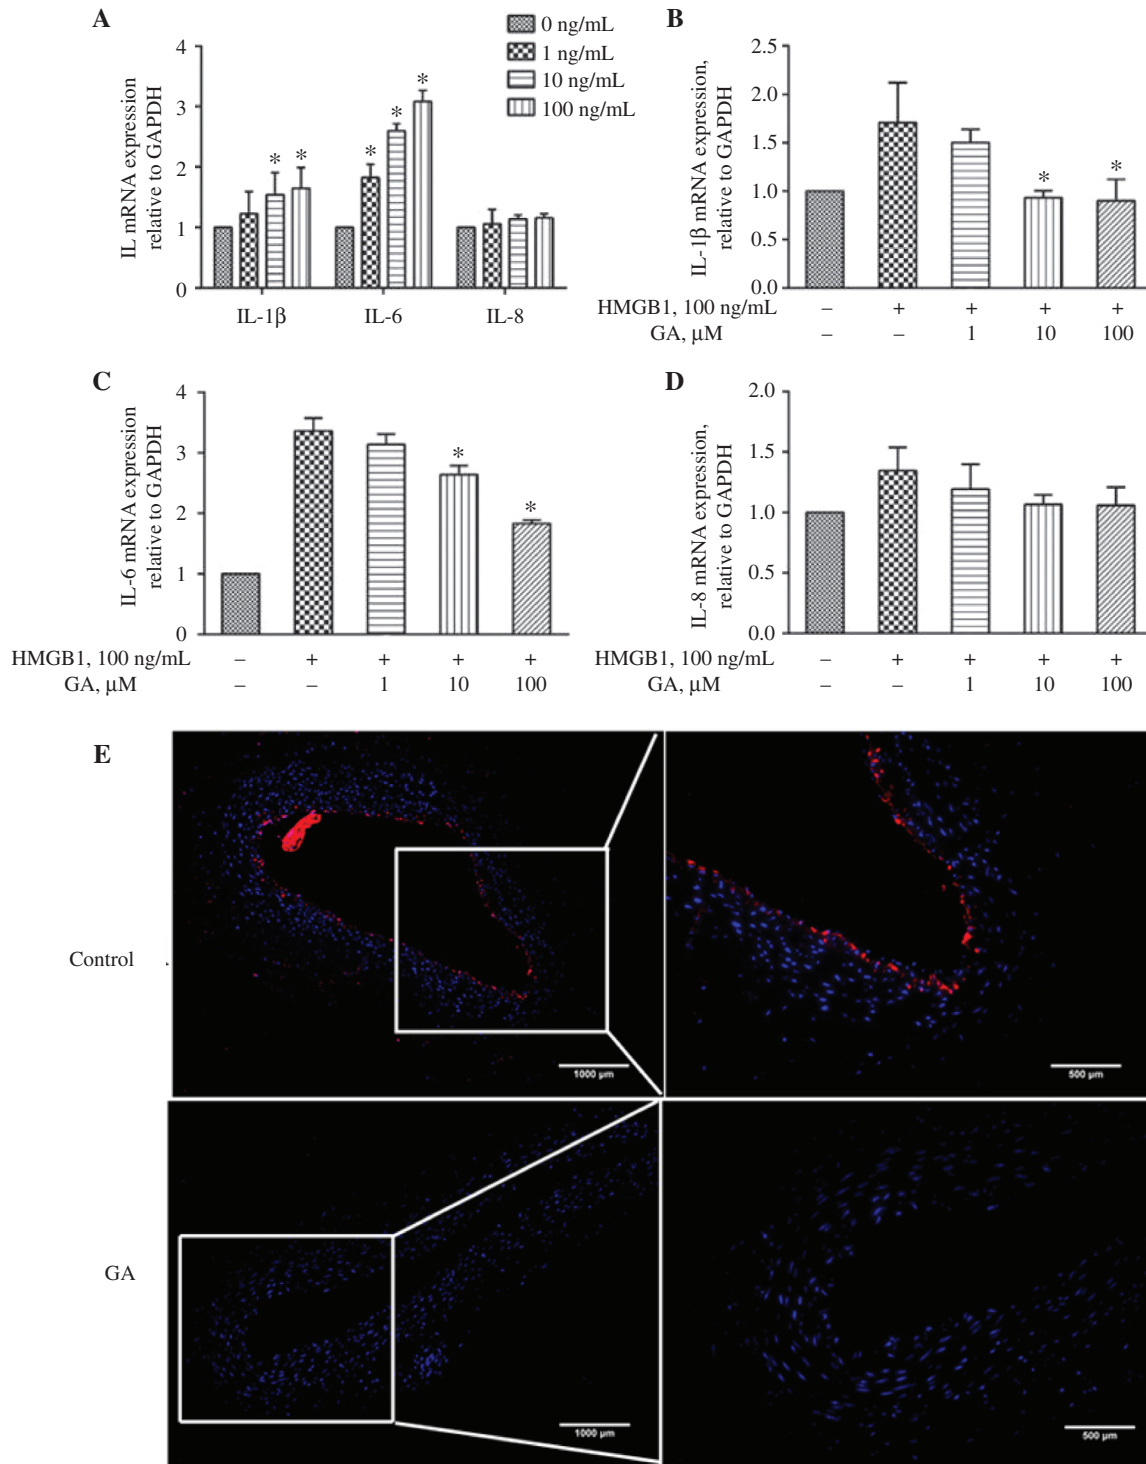 A
0 ng/mL
1 ng/mL
10 ng/mL
100 ng/mL
IL mRNA expression
relative to GAPDH
4
3
2
1
0
* * * * *
IL-1β IL-6 IL-8
B
IL-1β mRNA expression,
relative to GAPDH
2.5
2.0
1.5
1.0
0.5
0.0
* *
HMGB1, 100 ng/mL – + + + +
GA, μM – – 1 10 100
C
IL-6 mRNA expression
relative to GAPDH
4
3
2
1
0
* *
HMGB1, 100 ng/mL – + + + +
GA, μM – – 1 10 100
D
IL-8 mRNA expression,
relative to GAPDH
2.0
1.5
1.0
0.5
0.0
HMGB1, 100 ng/mL – + + + +
GA, μM – – 1 10 100
E
Control
1000 μm
500 μm
GA
1000 μm
500 μm